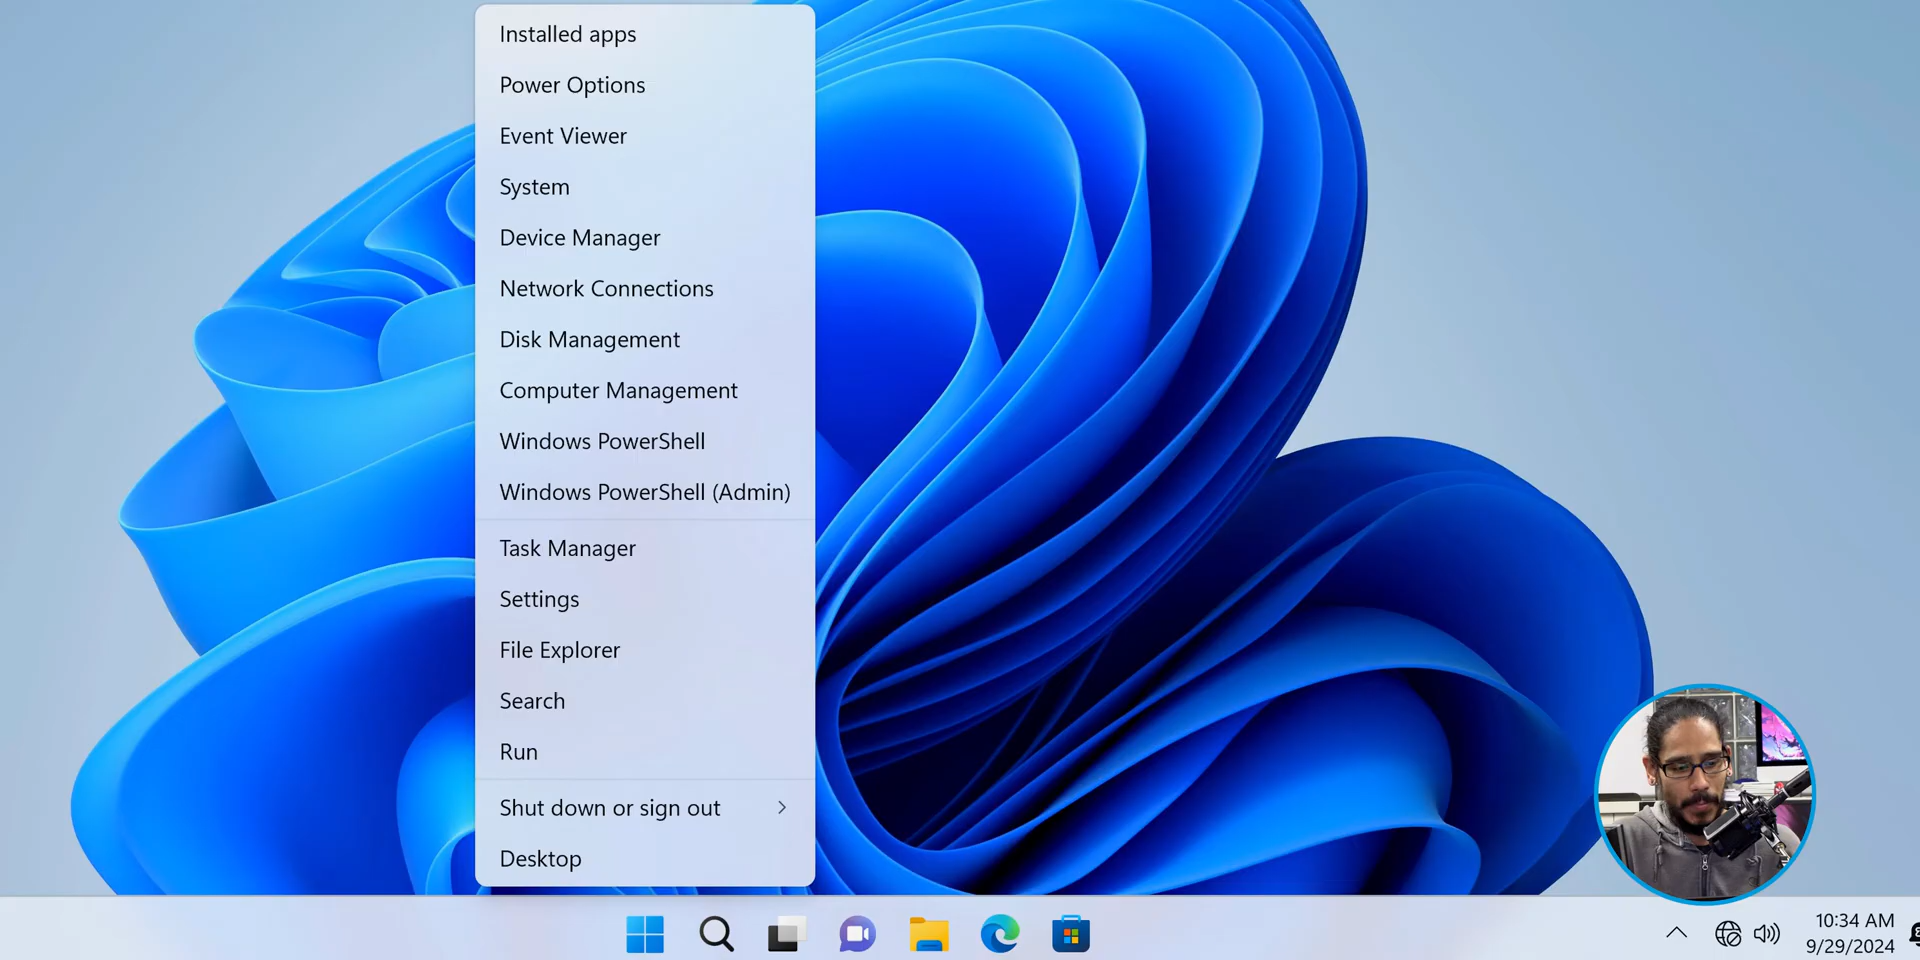 Installed apps
Power Options
Event Viewer
System
Device Manager
Network Connections
Disk Management
Computer Management
Windows PowerShell
Windows PowerShell (Admin)
Task Manager
Settings
File Explorer
Search
Run
Shut down or sign out
Desktop
10:34 AM
9/29/2024